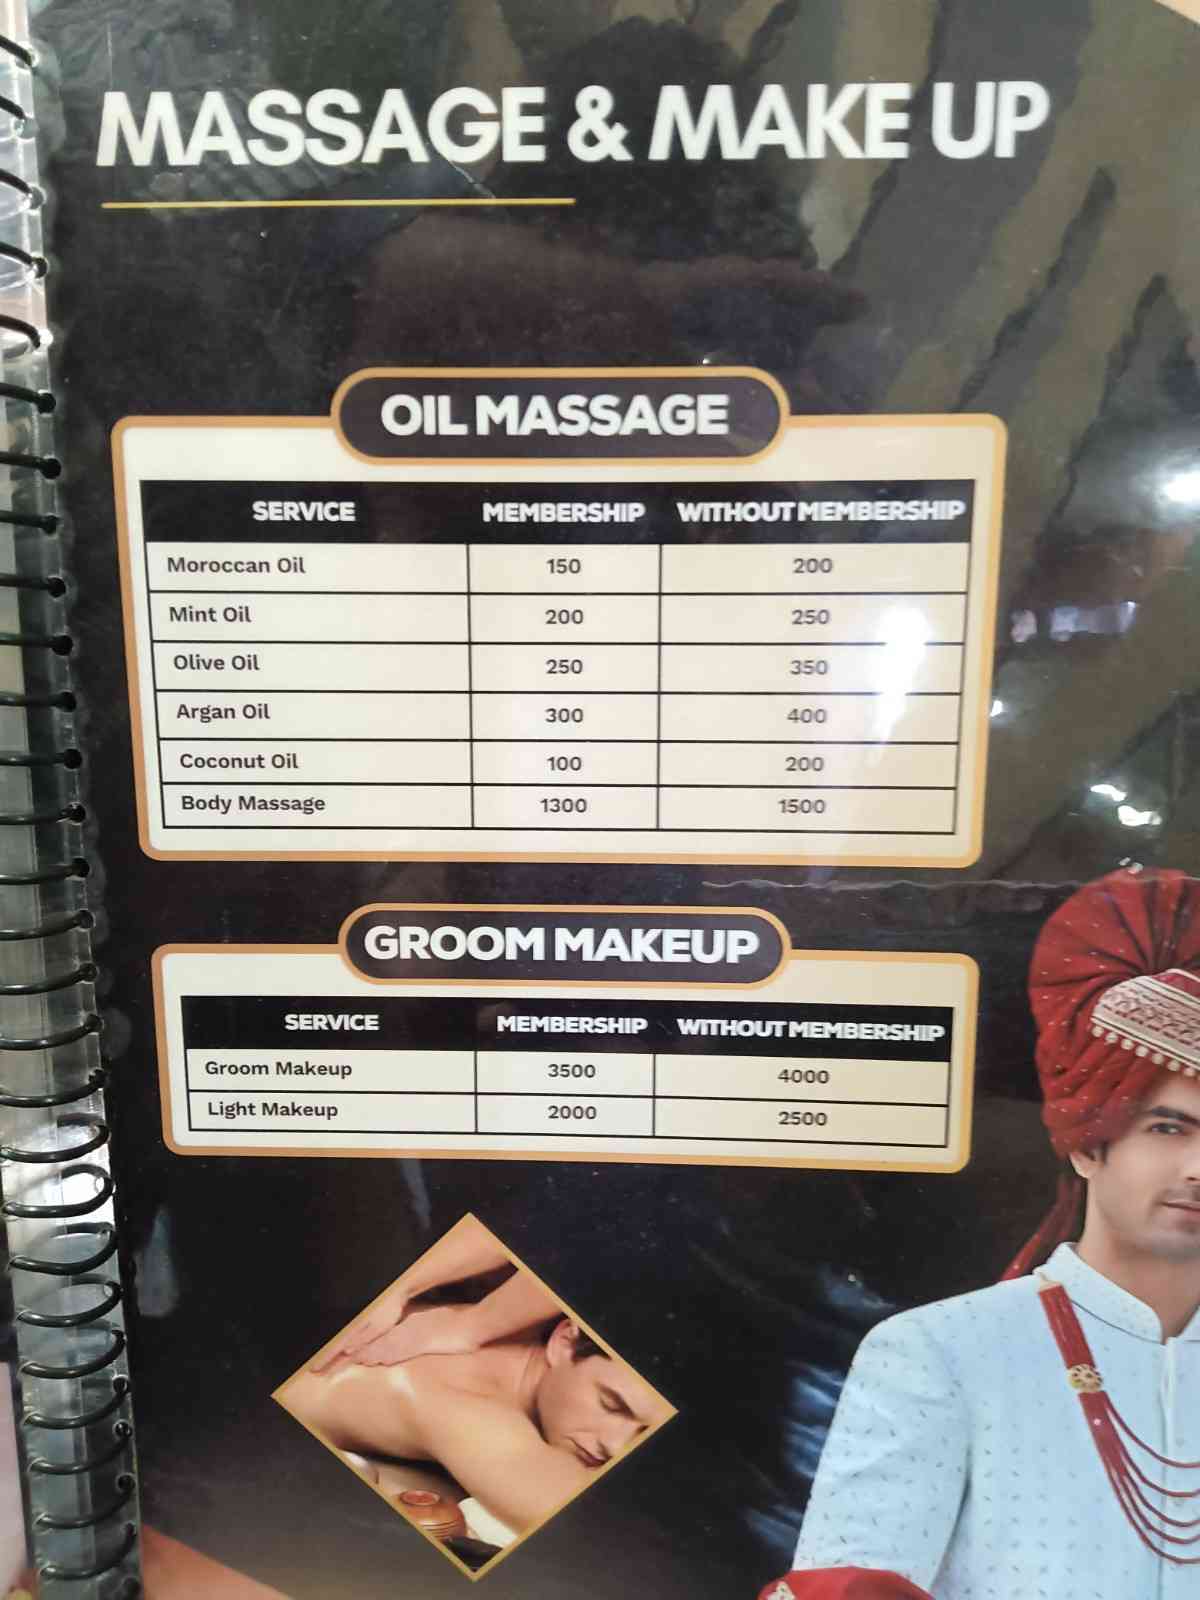 MASSAGE & MAKE UP
OIL MASSAGE
SERVICE MEMBERSHIP WITHOUT MEMBERSHIP
Moroccan Oil 150 200
Mint Oil 200 250
Olive Oil 250 350
Argan Oil 300 400
Coconut Oil 100 200
Body Massage 1300 1500
GROOM MAKEUP
SERVICE MEMBERSHIP WITHOUT MEMBERSHIP
Groom Makeup 3500 4000
Light Makeup 2000 2500